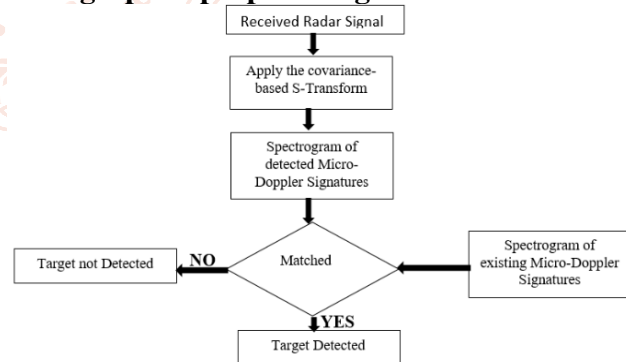 Received Radar Signal
Apply the covariance-
based S-Transform
Spectrogram of
detected Micro-
Doppler Signatures
Matched
NO
Target not Detected
Spectrogram of
existing Micro-Doppler
Signatures
YES
Target Detected